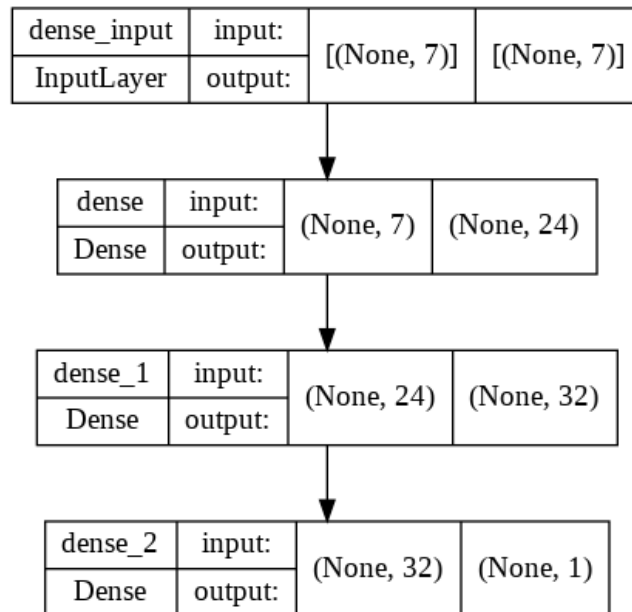 dense_input input: [(None, 7)] [(None, 7)]
InputLayer output:
dense input: (None, 7) (None, 24)
Dense output:
dense_1 input: (None, 24) (None, 32)
Dense output:
dense_2 input: (None, 32) (None, 1)
Dense output: